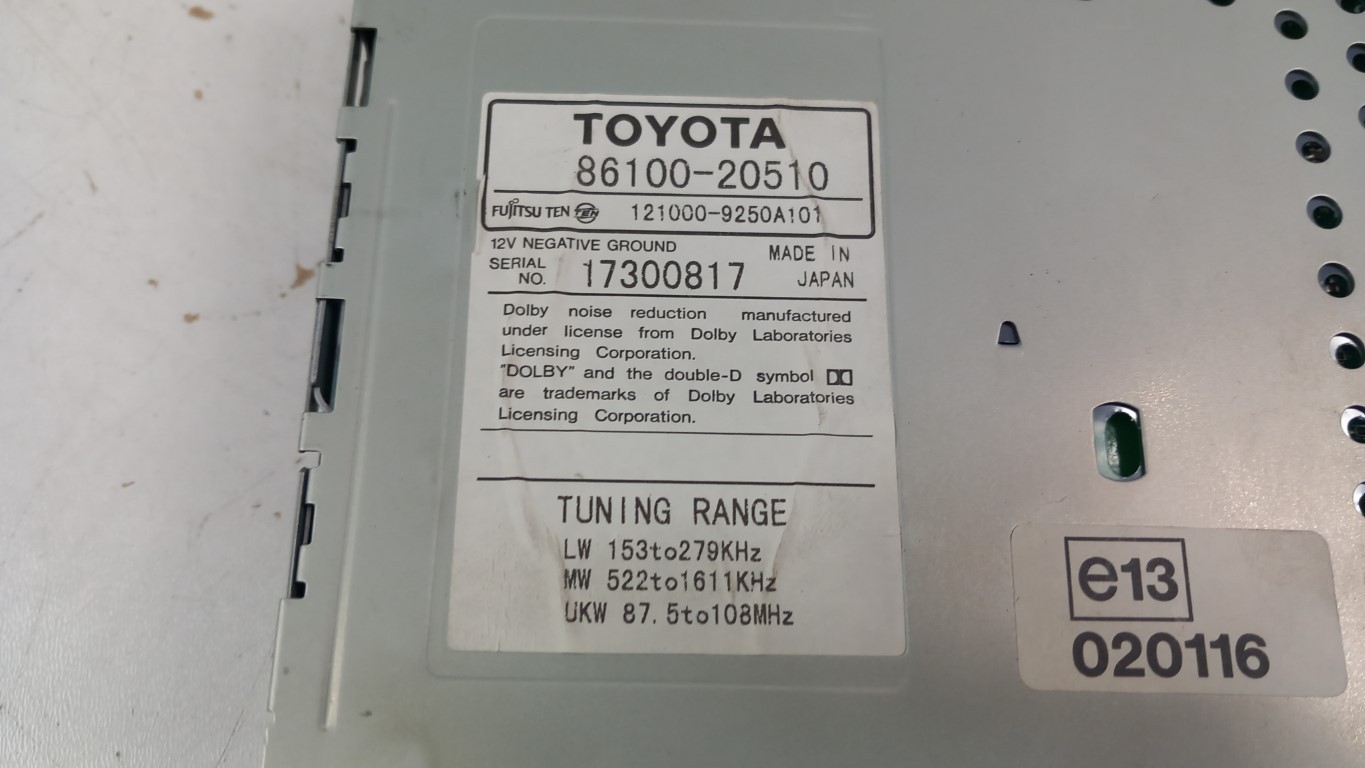 TOYOTA
86100-20510
FUJITSU TEN TEN 121000-9250A101
12V NEGATIVE GROUND
MADE IN
JAPAN
SERIAL
NO. 17300817
Dolby noise reduction manufactured
under license from Dolby Laboratories
Licensing Corporation.
"DOLBY" and the double-D symbol
are trademarks of Dolby Laboratories
Licensing Corporation.
TUNING RANGE
LW 153to279KHz
MW 522to1611KHz
UKW 87.5to108MHz
e13
020116